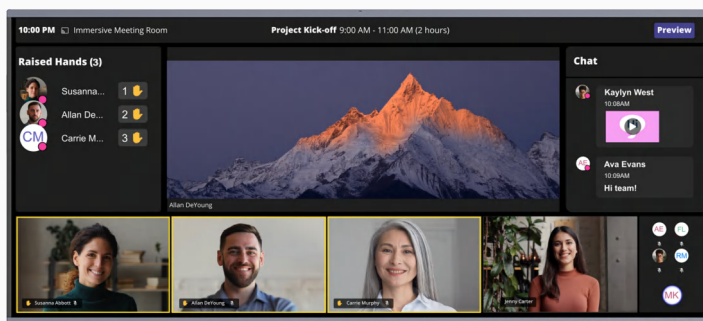 10:00 PM Immersive Meeting Room
Project Kick-off 9:00 AM - 11:00 AM (2 hours)
Preview
Raised Hands (3)
Susanna... 1
Allan De... 2
CM Carrie M... 3
Allan DeYoung
Chat
Kaylyn West
10:08AM
AE Ava Evans
10:09AM
Hi team!
Susanna Abbott
Allan DeYoung
Carrie Murphy
Jenny Carter
AE FL
RM
MK